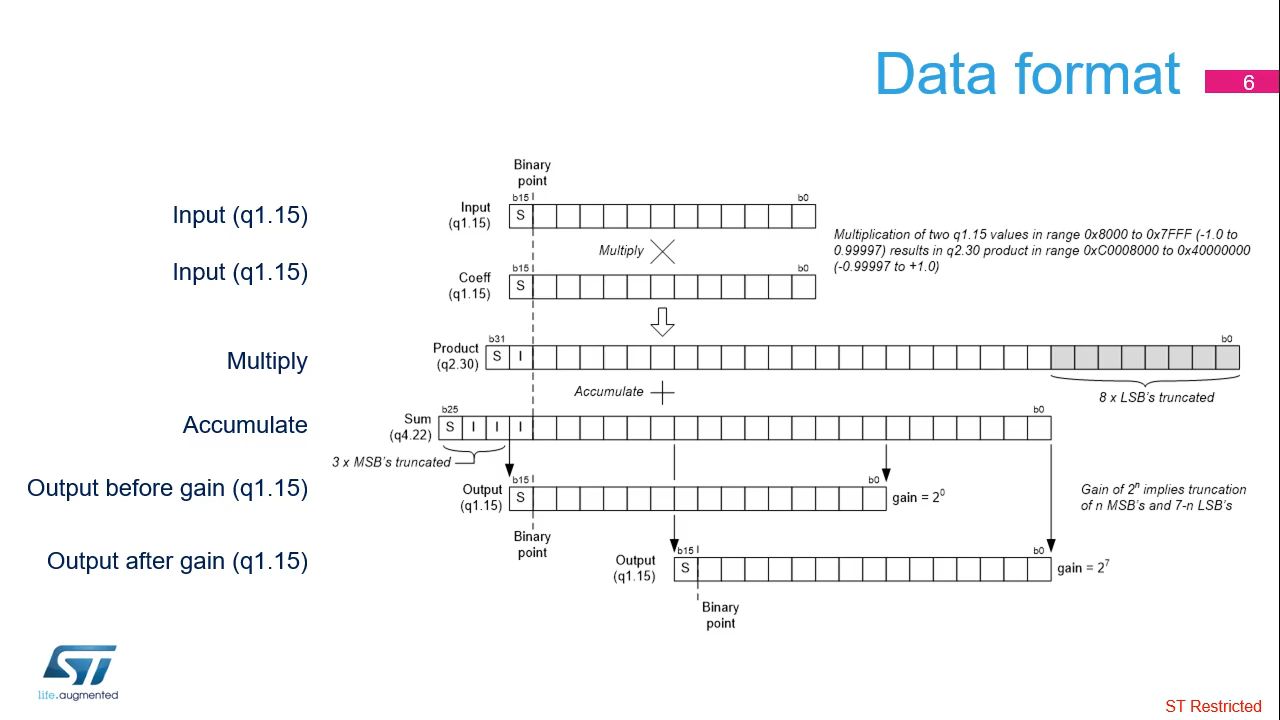 Data format
6
Binary
point
Input (q1.15)
Input
(q1.15)
b15
b0
S
Multiply
Multiplication of two q1.15 values in range 0x8000 to 0x7FFF (-1.0 to
0.99997) results in q2.30 product in range 0xC0008000 to 0x40000000
(-0.99997 to +1.0)
Input (q1.15)
Coeff
(q1.15)
b15
b0
S
Multiply
Product
(q2.30)
b31
b0
S I
Accumulate
8 x LSB's truncated
Accumulate
Sum
(q4.22)
b25
b0
S I I I
3 x MSB's truncated
Output before gain (q1.15)
Output
(q1.15)
b15
b0
S
gain = 2⁰
Gain of 2ⁿ implies truncation
of n MSB's and 7-n LSB's
Binary
point
Output after gain (q1.15)
Output
(q1.15)
b15
b0
S
gain = 2⁷
Binary
point
ST
life.augmented
ST Restricted